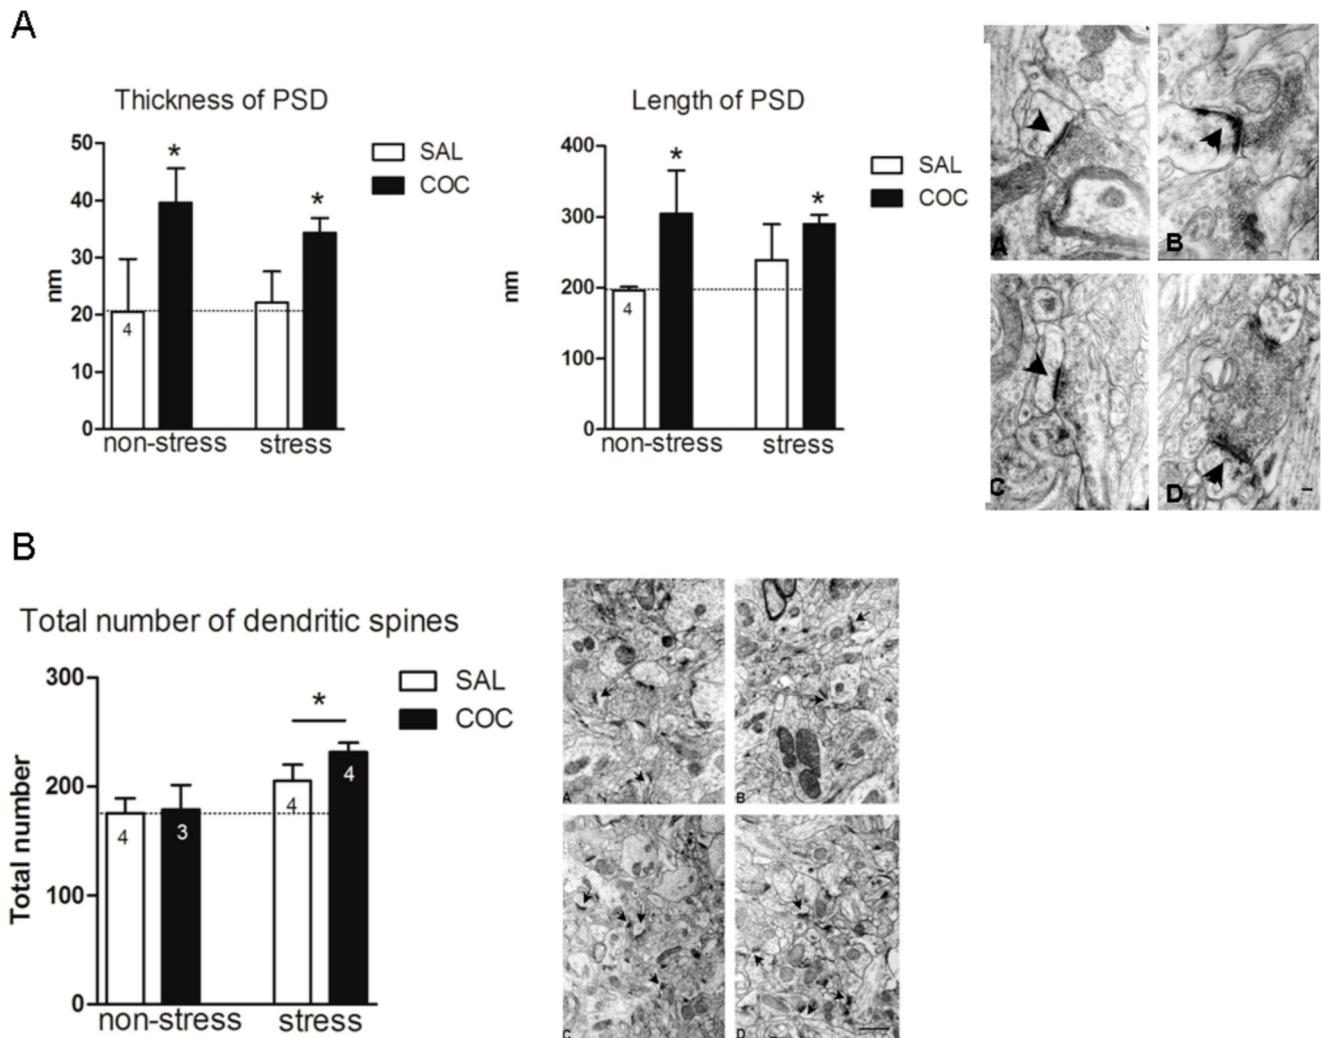 A
Thickness of PSD
50
40
30
20
10
0
nm
*
*
4
non-stress
stress
SAL
COC
Length of PSD
400
300
200
100
0
nm
*
*
4
non-stress
stress
SAL
COC
A
B
C
D
B
Total number of dendritic spines
300
200
100
0
Total number
*
4
3
4
4
non-stress
stress
SAL
COC
A
B
C
D